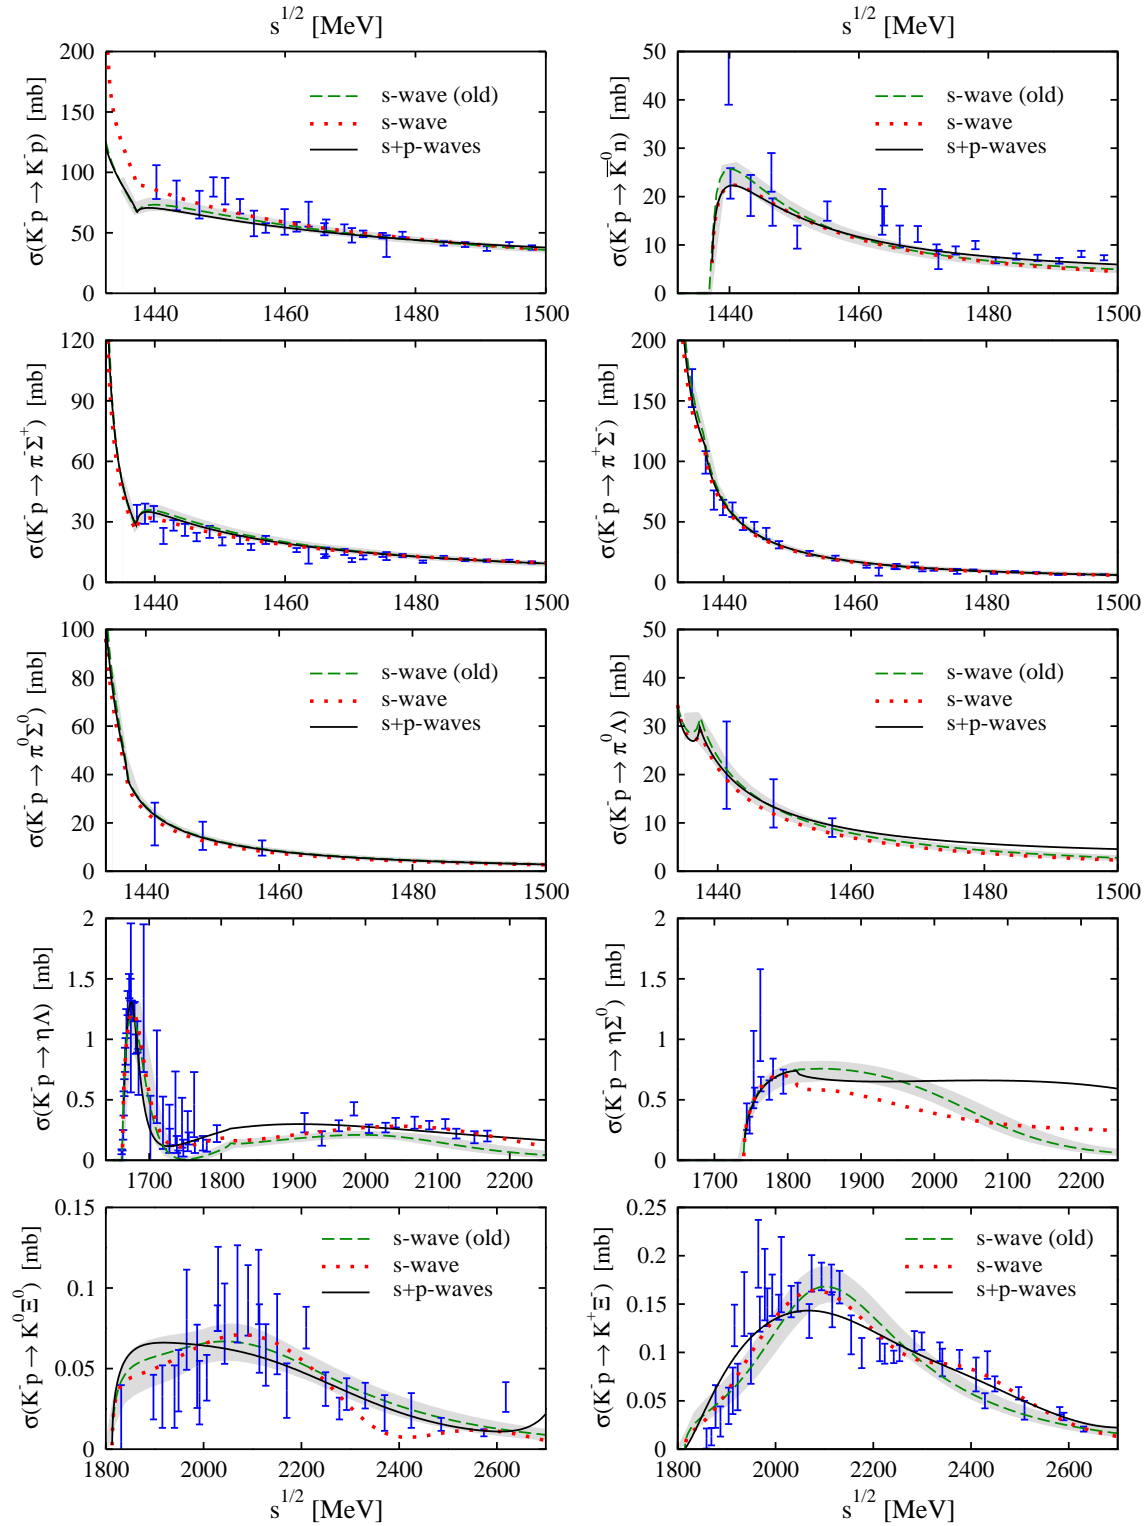 s^{1/2} [MeV] s^{1/2} [MeV]
σ(K⁻p → K⁻p) [mb]
200
150
100
50
0
s-wave (old)
s-wave
s+p-waves
1440 1460 1480 1500
σ(K⁻p → K̅⁰n) [mb]
50
40
30
20
10
0
s-wave (old)
s-wave
s+p-waves
1440 1460 1480 1500
σ(K⁻p → π⁻Σ⁺) [mb]
120
90
60
30
0
1440 1460 1480 1500
σ(K⁻p → π⁺Σ⁻) [mb]
200
150
100
50
0
1440 1460 1480 1500
σ(K⁻p → π⁰Σ⁰) [mb]
100
80
60
40
20
0
s-wave (old)
s-wave
s+p-waves
1440 1460 1480 1500
σ(K⁻p → π⁰Λ) [mb]
50
40
30
20
10
0
s-wave (old)
s-wave
s+p-waves
1440 1460 1480 1500
σ(K⁻p → ηΛ) [mb]
2
1.5
1
0.5
0
1700 1800 1900 2000 2100 2200
σ(K⁻p → ηΣ⁰) [mb]
2
1.5
1
0.5
0
1700 1800 1900 2000 2100 2200
σ(K⁻p → K⁰Ξ⁰) [mb]
0.15
0.1
0.05
0
s-wave (old)
s-wave
s+p-waves
1800 2000 2200 2400 2600
s^{1/2} [MeV]
σ(K⁻p → K⁺Ξ⁻) [mb]
0.25
0.2
0.15
0.1
0.05
0
s-wave (old)
s-wave
s+p-waves
1800 2000 2200 2400 2600
s^{1/2} [MeV]